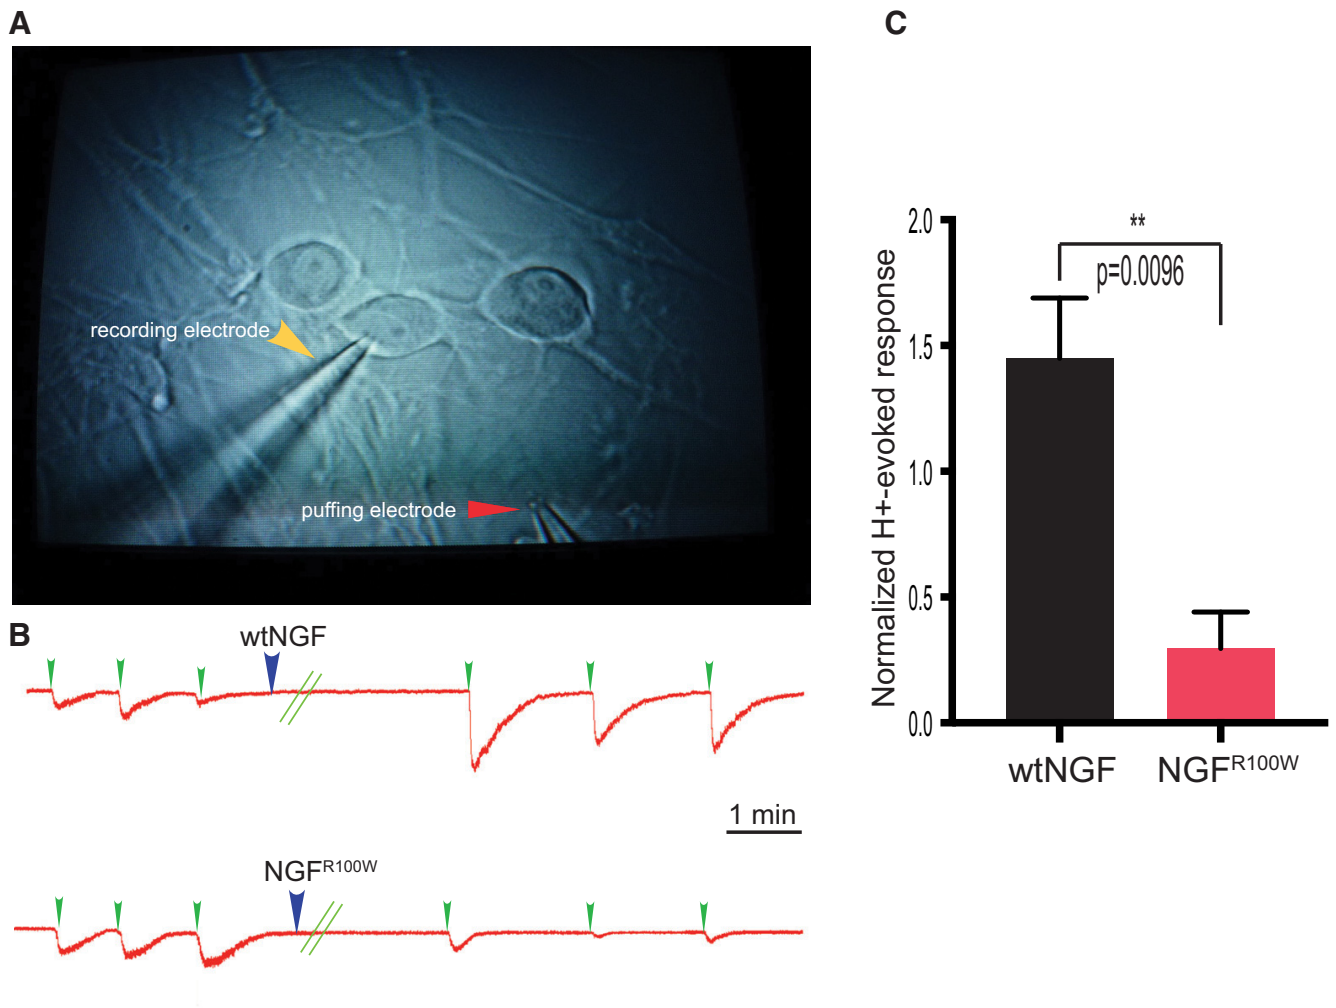 A
recording electrode
puffing electrode
B
wtNGF
1 min
NGFR100W
C
Normalized H+-evoked response
2.0
1.5
1.0
0.5
0.0
**
p=0.0096
wtNGF
NGFR100W